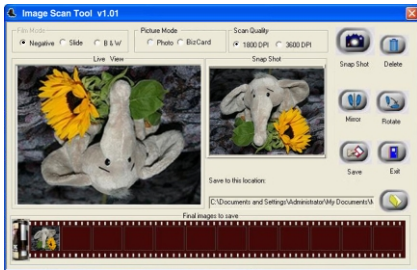 Image Scan Tool v1.01
Film Mode
Negative Slide B & W
Picture Mode
Photo BizCard
Scan Quality
1800 DPI 3600 DPI
Live View
Snap Shot
Snap Shot
Delete
Mirror
Rotate
Save
Exit
Save to this location:
C:\Documents and Settings\Administrator\My Documents\
Final images to save